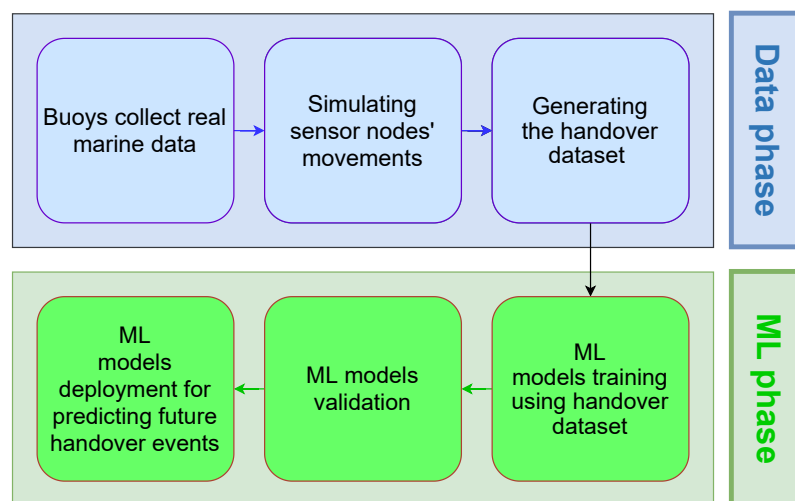 Buoys collect real
marine data
Simulating
sensor nodes'
movements
Generating
the handover
dataset
Data phase
ML
models
deployment for
predicting future
handover events
ML models
validation
ML
models training
using handover
dataset
ML phase